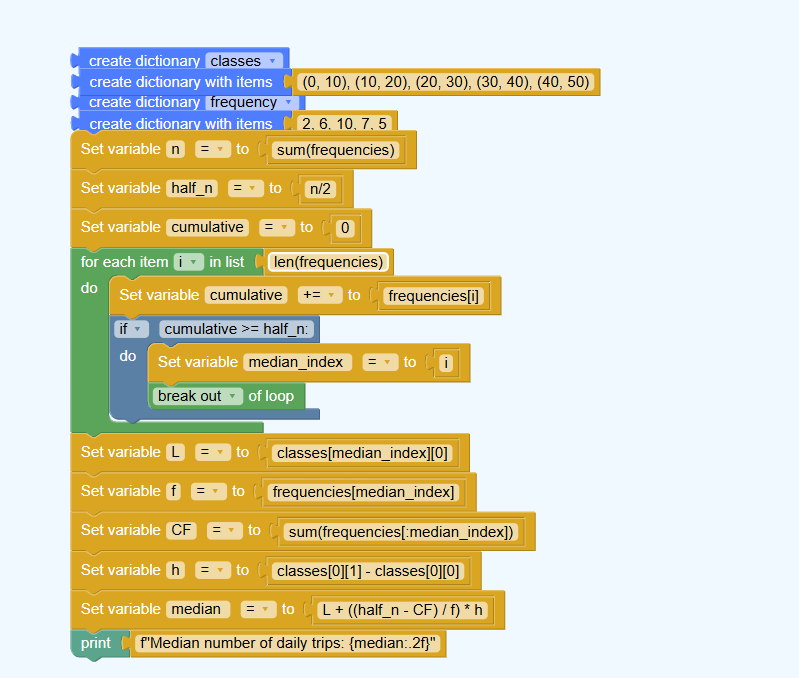 create dictionary classes
create dictionary with items (0, 10), (10, 20), (20, 30), (30, 40), (40, 50)
create dictionary frequency
create dictionary with items 2, 6, 10, 7, 5
Set variable n = to sum(frequencies)
Set variable half_n = to n/2
Set variable cumulative = to 0
for each item i in list len(frequencies)
do Set variable cumulative += to frequencies[i]
if cumulative >= half_n:
do Set variable median_index = to i
break out of loop
Set variable L = to classes[median_index][0]
Set variable f = to frequencies[median_index]
Set variable CF = to sum(frequencies[:median_index])
Set variable h = to classes[0][1] - classes[0][0]
Set variable median = to L + ((half_n - CF) / f) * h
print f"Median number of daily trips: {median:.2f}"